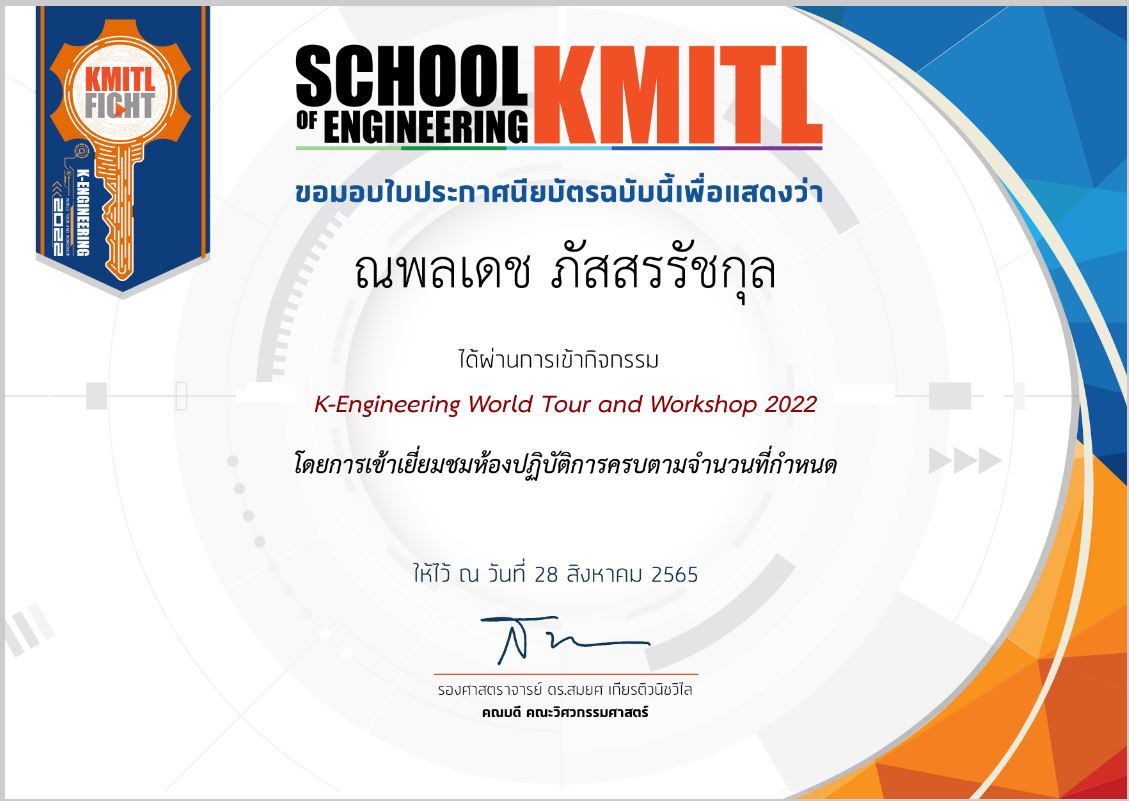 KMITL
FIGHT
K-ENGINEERING
WORLD TOUR AND WORKSHOP
2022
SCHOOL
OF ENGINEERING
KMITL
ขอมอบใบประกาศนียบัตรฉบับนี้เพื่อแสดงว่า
ณพลเดช ภัสสรรัชกุล
ได้ผ่านการเข้ากิจกรรม
K-Engineering World Tour and Workshop 2022
โดยการเข้าเยี่ยมชมห้องปฏิบัติการครบตามจำนวนที่กำหนด
ให้ไว้ ณ วันที่ 28 สิงหาคม 2565
รองศาสตราจารย์ ดร.สมยศ เกียรติวนิชวิไล
คณบดี คณะวิศวกรรมศาสตร์